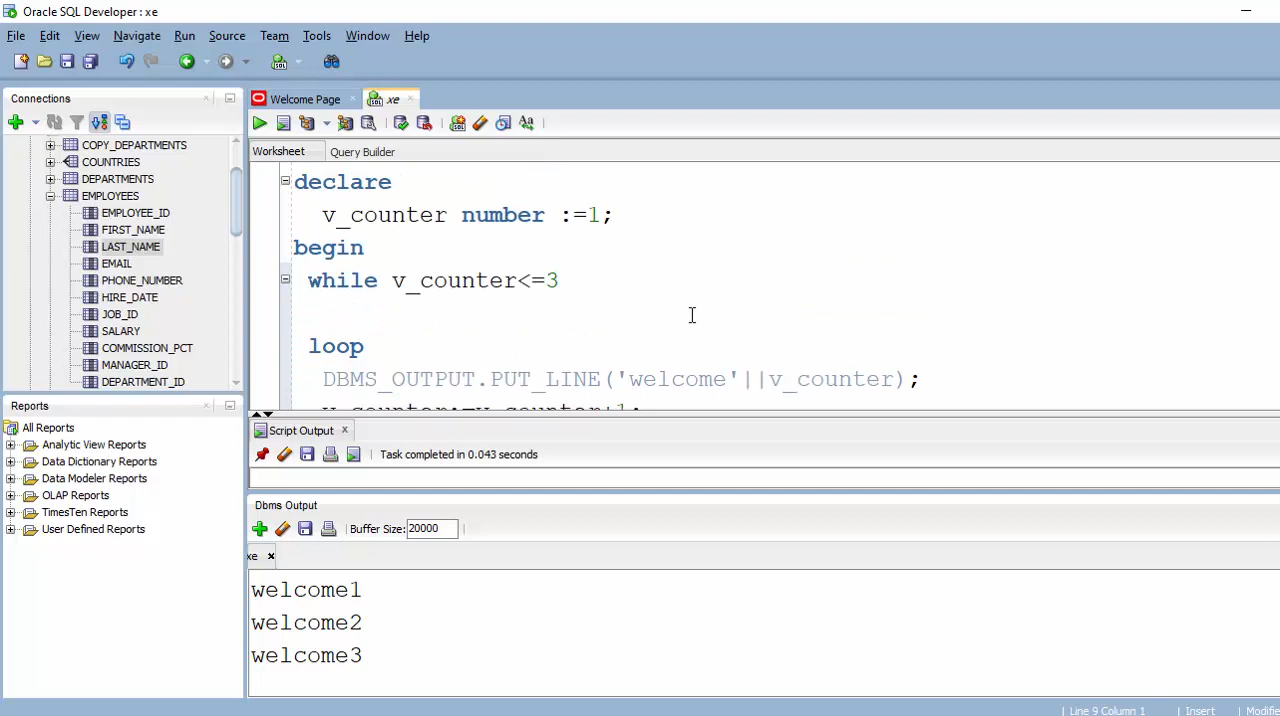 Oracle SQL Developer : xe
File Edit View Navigate Run Source Team Tools Window Help
Connections
COPY_DEPARTMENTS
COUNTRIES
DEPARTMENTS
EMPLOYEES
EMPLOYEE_ID
FIRST_NAME
LAST_NAME
EMAIL
PHONE_NUMBER
HIRE_DATE
JOB_ID
SALARY
COMMISSION_PCT
MANAGER_ID
DEPARTMENT_ID
Reports
All Reports
Analytic View Reports
Data Dictionary Reports
Data Modeler Reports
OLAP Reports
TimesTen Reports
User Defined Reports
Welcome Page xe
Worksheet Query Builder
declare
v_counter number :=1;
begin
while v_counter<=3
loop
DBMS_OUTPUT.PUT_LINE('welcome'||v_counter);
v_counter:=v_counter+1;
Script Output
Task completed in 0.043 seconds
Dbms Output
Buffer Size: 20000
xe
welcome1
welcome2
welcome3
Line 9 Column 1 Insert